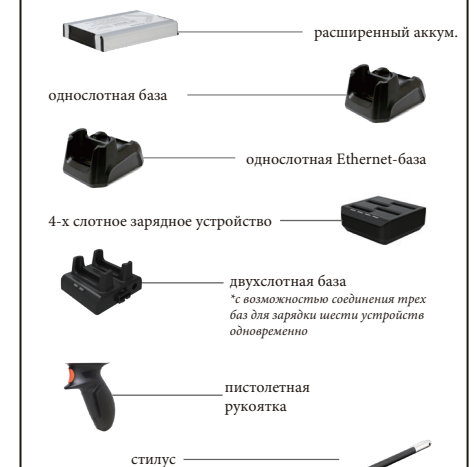 расширенный аккум.
однослотная база
однослотная Ethernet-база
4-х слотное зарядное устройство
двухслотная база
*с возможностью соединения трех
баз для зарядки шести устройств
одновременно
пистолетная
рукоятка
стилус